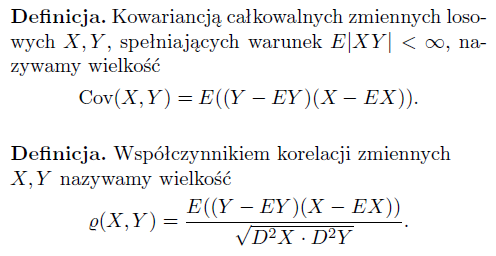 Definicja. Kowariancją całkowalnych zmiennych loso-
wych X, Y, spełniających warunek E|XY| < ∞, na-
zywamy wielkość
Cov(X, Y) = E((Y − EY)(X − EX)).
Definicja. Współczynnikiem korelacji zmiennych
X, Y nazywamy wielkość
ϱ(X, Y) = E((Y − EY)(X − EX)) / √(D²X · D²Y).